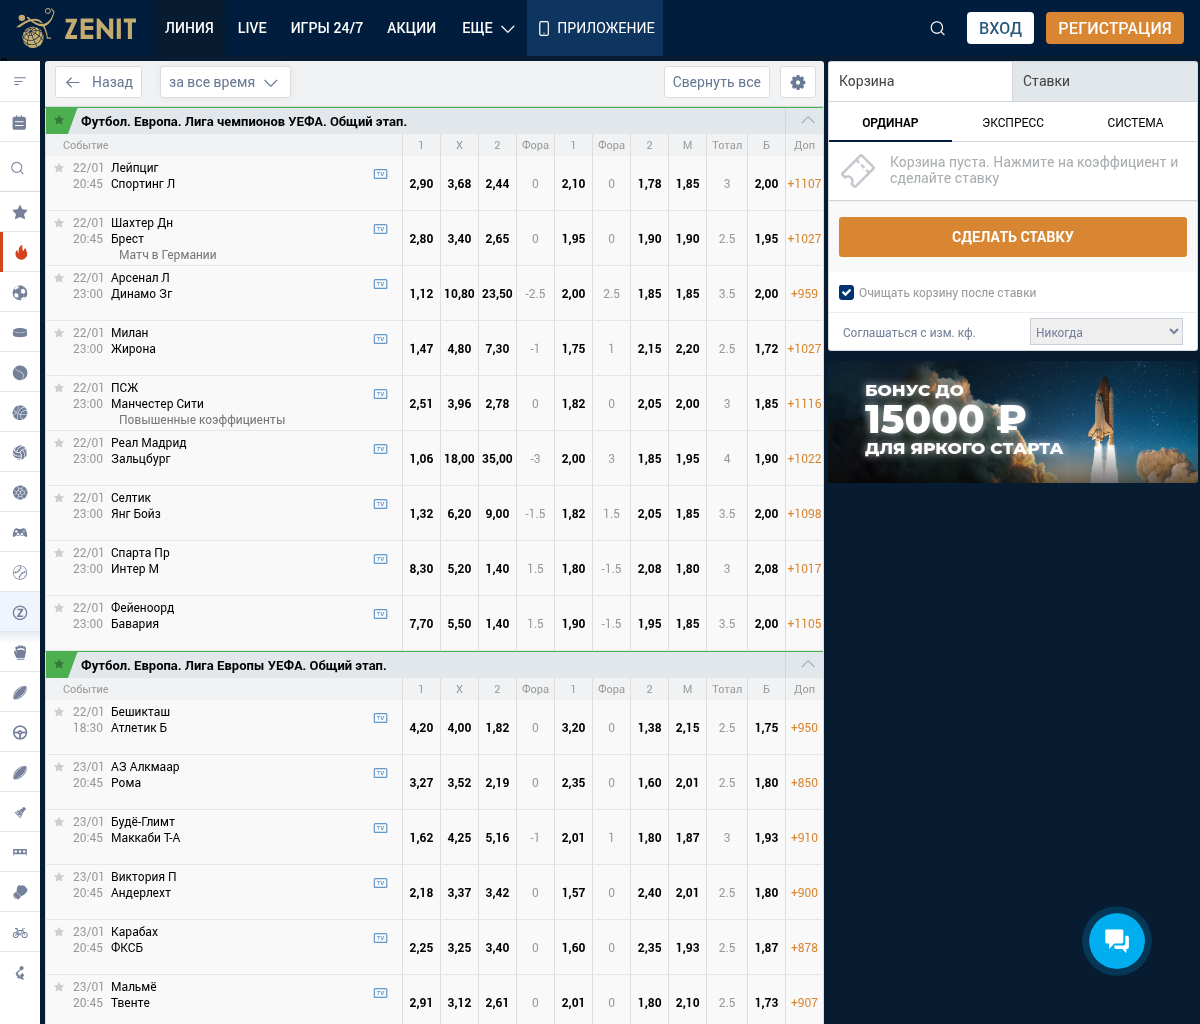 ZENIT ЛИНИЯ LIVE ИГРЫ 24/7 АКЦИИ ЕЩЕ ПРИЛОЖЕНИЕ ВХОД РЕГИСТРАЦИЯ
Назад за все время Свернуть все
Футбол. Европа. Лига чемпионов УЕФА. Общий этап.
Событие 1 X 2 Фора 1 Фора 2 М Тотал Б Доп
22/01 Лейпциг TV
20:45 Спортинг Л 2,90 3,68 2,44 0 2,10 0 1,78 1,85 3 2,00 +1107
22/01 Шахтер Дн TV
20:45 Брест 2,80 3,40 2,65 0 1,95 0 1,90 1,90 2.5 1,95 +1027
Матч в Германии
22/01 Арсенал Л TV
23:00 Динамо Зг 1,12 10,80 23,50 -2.5 2,00 2.5 1,85 1,85 3.5 2,00 +959
22/01 Милан TV
23:00 Жирона 1,47 4,80 7,30 -1 1,75 1 2,15 2,20 2.5 1,72 +1027
22/01 ПСЖ TV
23:00 Манчестер Сити 2,51 3,96 2,78 0 1,82 0 2,05 2,00 3 1,85 +1116
Повышенные коэффициенты
22/01 Реал Мадрид TV
23:00 Зальцбург 1,06 18,00 35,00 -3 2,00 3 1,85 1,95 4 1,90 +1022
22/01 Селтик TV
23:00 Янг Бойз 1,32 6,20 9,00 -1.5 1,82 1.5 2,05 1,85 3.5 2,00 +1098
22/01 Спарта Пр TV
23:00 Интер М 8,30 5,20 1,40 1.5 1,80 -1.5 2,08 1,80 3 2,08 +1017
22/01 Фейеноорд TV
23:00 Бавария 7,70 5,50 1,40 1.5 1,90 -1.5 1,95 1,85 3.5 2,00 +1105
Футбол. Европа. Лига Европы УЕФА. Общий этап.
Событие 1 X 2 Фора 1 Фора 2 М Тотал Б Доп
22/01 Бешикташ TV
18:30 Атлетик Б 4,20 4,00 1,82 0 3,20 0 1,38 2,15 2.5 1,75 +950
23/01 АЗ Алкмаар TV
20:45 Рома 3,27 3,52 2,19 0 2,35 0 1,60 2,01 2.5 1,80 +850
23/01 Будё-Глимт TV
20:45 Маккаби Т-А 1,62 4,25 5,16 -1 2,01 1 1,80 1,87 3 1,93 +910
23/01 Виктория П TV
20:45 Андерлехт 2,18 3,37 3,42 0 1,57 0 2,40 2,01 2.5 1,80 +900
23/01 Карабах TV
20:45 ФКСБ 2,25 3,25 3,40 0 1,60 0 2,35 1,93 2.5 1,87 +878
23/01 Мальмё TV
20:45 Твенте 2,91 3,12 2,61 0 2,01 0 1,80 2,10 2.5 1,73 +907
Корзина Ставки
ОРДИНАР ЭКСПРЕСС СИСТЕМА
Корзина пуста. Нажмите на коэффициент и
сделайте ставку
СДЕЛАТЬ СТАВКУ
Очищать корзину после ставки
Соглашаться с изм. кф. Никогда
БОНУС ДО
15000 ₽
ДЛЯ ЯРКОГО СТАРТА